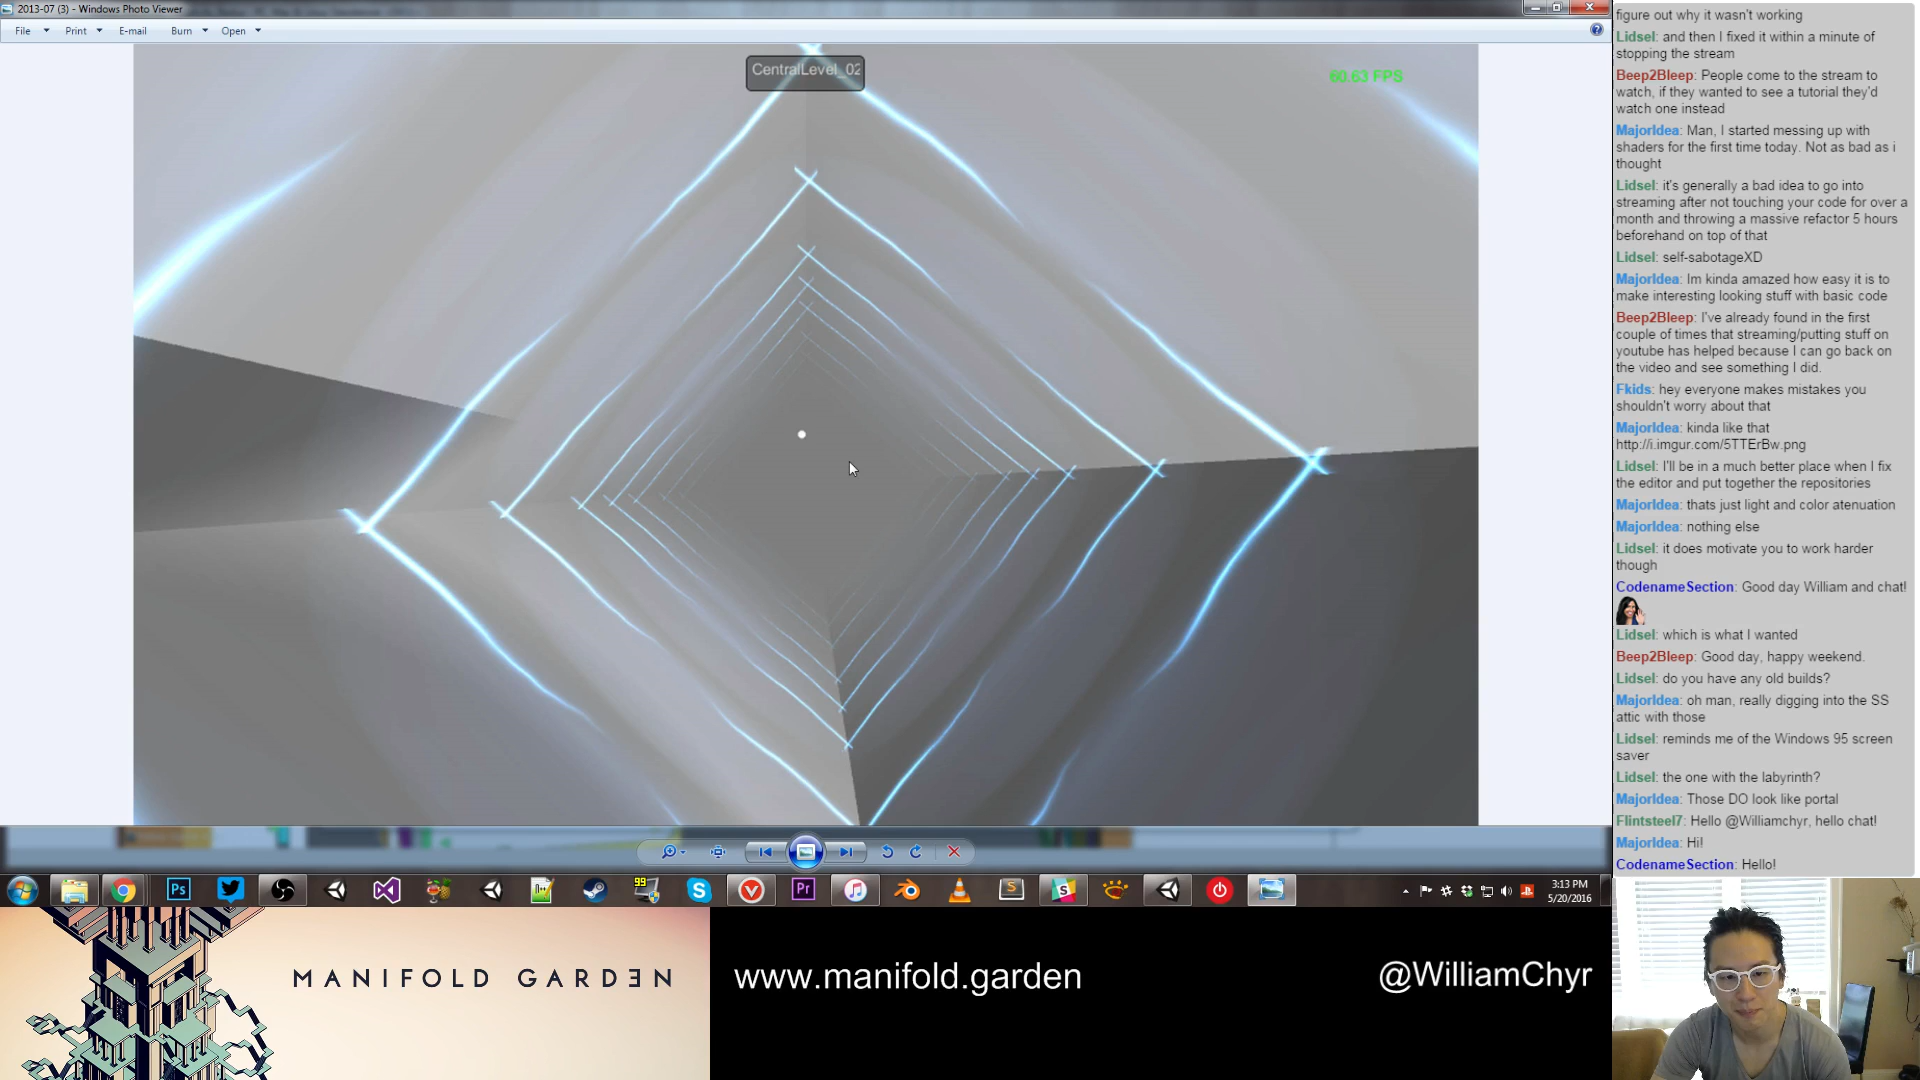 2013-07 (3) - Windows Photo Viewer
File Print E-mail Burn Open
CentralLevel_02
60.63 FPS
figure out why it wasn't working
Lidsel: and then I fixed it within a minute of
stopping the stream
Beep2Bleep: People come to the stream to
watch, if they wanted to see a tutorial they'd
watch one instead
MajorIdea: Man, I started messing up with
shaders for the first time today. Not as bad as i
thought
Lidsel: it's generally a bad idea to go into
streaming after not touching your code for over a
month and throwing a massive refactor 5 hours
beforehand on top of that
Lidsel: self-sabotageXD
MajorIdea: Im kinda amazed how easy it is to
make interesting looking stuff with basic code
Beep2Bleep: I've already found in the first
couple of times that streaming/putting stuff on
youtube has helped because I can go back on
the video and see something I did.
Fkids: hey everyone makes mistakes you
shouldn't worry about that
MajorIdea: kinda like that
http://i.imgur.com/5TTErBw.png
Lidsel: I'll be in a much better place when I fix
the editor and put together the repositories
MajorIdea: thats just light and color atenuation
MajorIdea: nothing else
Lidsel: it does motivate you to work harder
though
CodenameSection: Good day William and chat!
Lidsel: which is what I wanted
Beep2Bleep: Good day, happy weekend.
Lidsel: do you have any old builds?
MajorIdea: oh man, really digging into the SS
attic with those
Lidsel: reminds me of the Windows 95 screen
saver
Lidsel: the one with the labyrinth?
MajorIdea: Those DO look like portal
Flintsteel7: Hello @Williamchyr, hello chat!
MajorIdea: Hi!
CodenameSection: Hello!
Ps
99
Pr
3:13 PM
5/20/2016
MANIFOLD GARDƎN
www.manifold.garden
@WilliamChyr